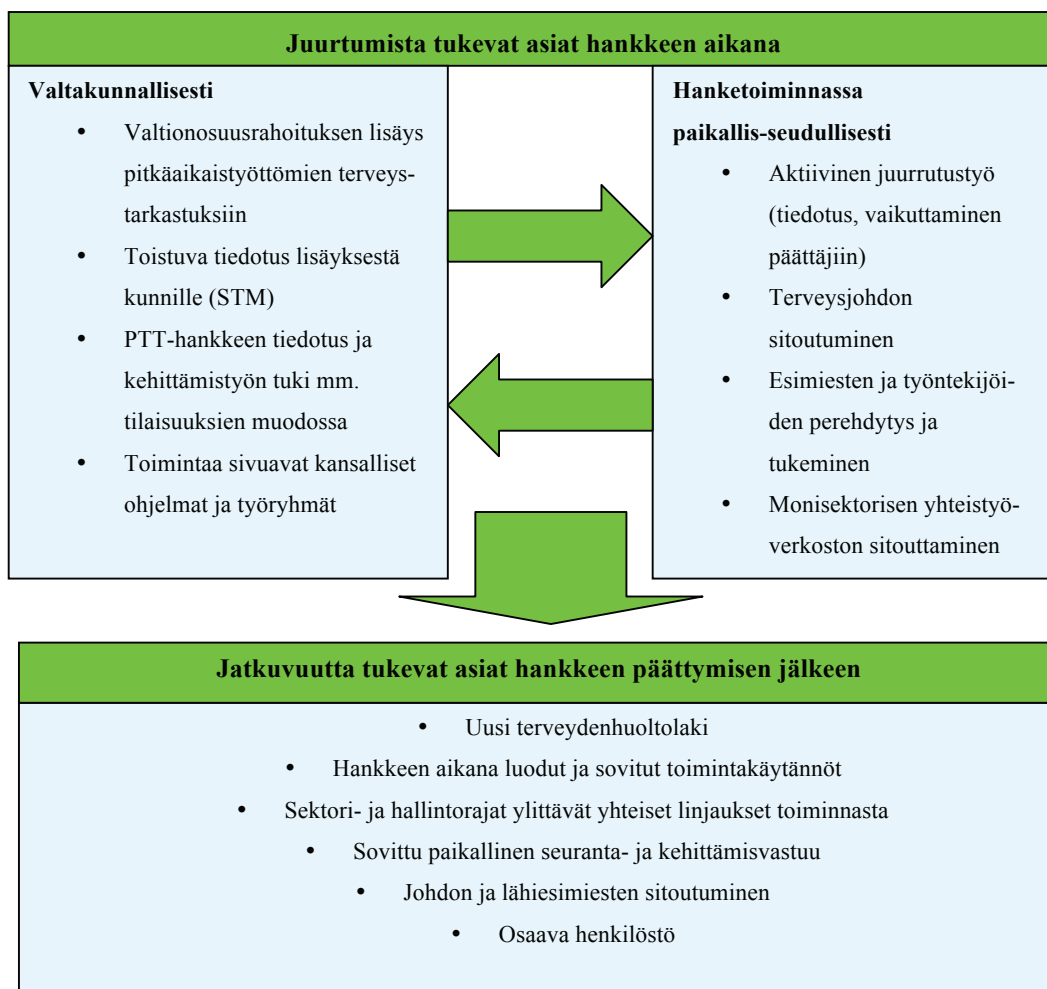 Juurtumista tukevat asiat hankkeen aikana
Valtakunnallisesti
• Valtionosuusrahoituksen lisäys
pitkäaikaistyöttömien terveys-
tarkastuksiin
• Toistuva tiedotus lisäyksestä
kunnille (STM)
• PTT-hankkeen tiedotus ja
kehittämistyön tuki mm.
tilaisuuksien muodossa
• Toimintaa sivuavat kansalliset
ohjelmat ja työryhmät
Hanketoiminnassa
paikallis-seudullisesti
• Aktiivinen juurrutustyö
(tiedotus, vaikuttaminen
päättäjiin)
• Terveysjohdon
sitoutuminen
• Esimiesten ja työntekijöi-
den perehdytys ja
tukeminen
• Monisektorisen yhteistyö-
verkoston sitouttaminen
Jatkuvuutta tukevat asiat hankkeen päättymisen jälkeen
• Uusi terveydenhuoltolaki
• Hankkeen aikana luodut ja sovitut toimintakäytännöt
• Sektori- ja hallintorajat ylittävät yhteiset linjaukset toiminnasta
• Sovittu paikallinen seuranta- ja kehittämisvastuu
• Johdon ja lähiesimiesten sitoutuminen
• Osaava henkilöstö